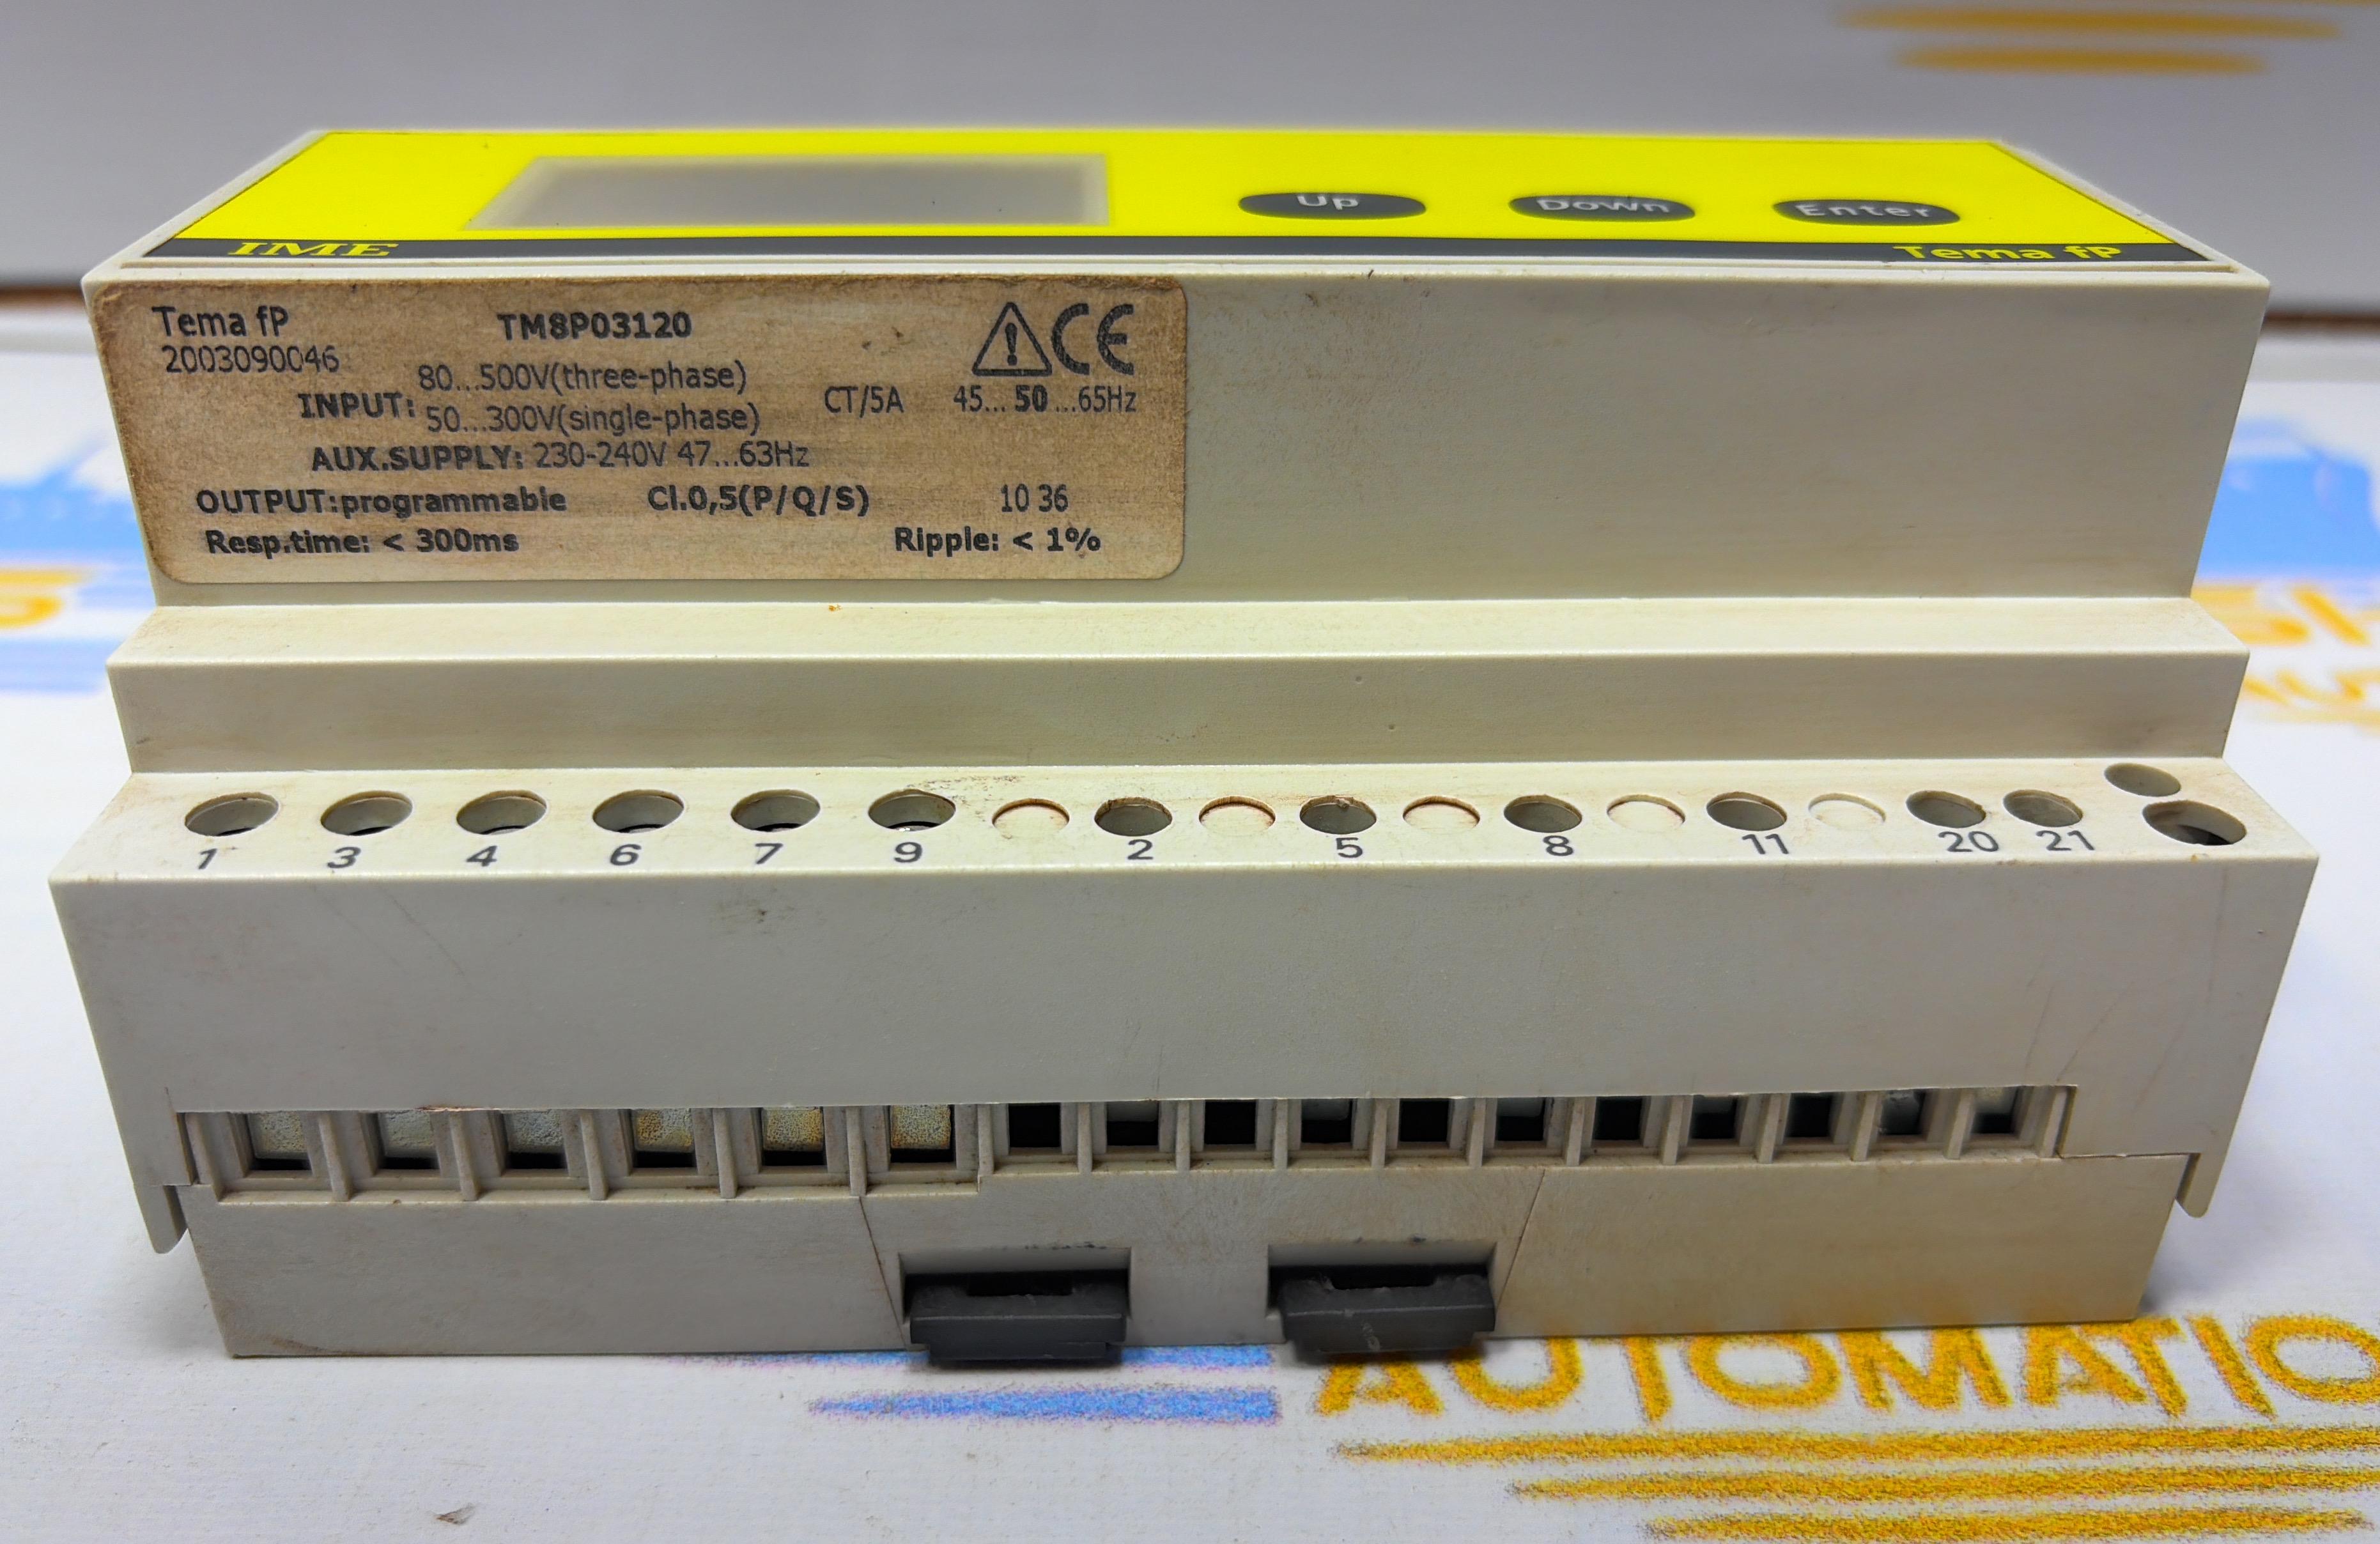 Up Down Enter
IME Tema fP
Tema fP TM8P03120 CE
2003090046
80...500V(three-phase)
INPUT: CT/5A 45...50...65Hz
50...300V(single-phase)
AUX.SUPPLY: 230-240V 47...63Hz
OUTPUT:programmable Cl.0,5(P/Q/S) 10 36
Resp.time: < 300ms Ripple: < 1%
1 3 4 6 7 9 2 5 8 11 20 21